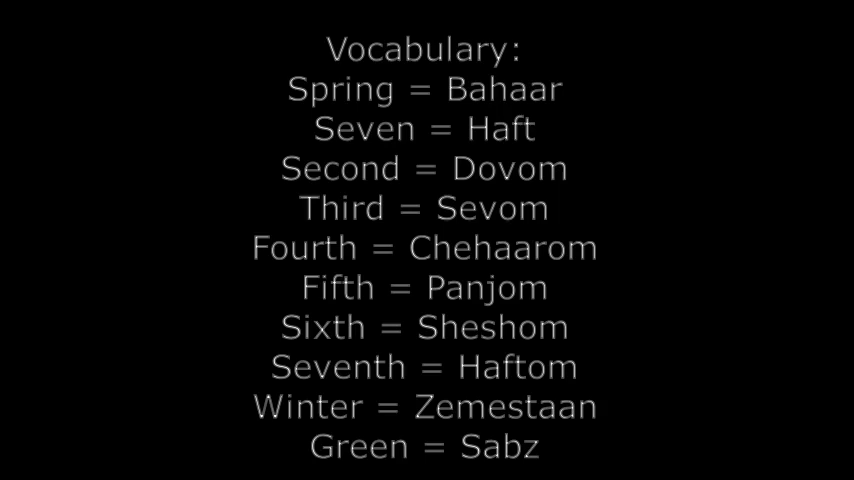 Vocabulary:
Spring = Bahaar
Seven = Haft
Second = Dovom
Third = Sevom
Fourth = Chehaarom
Fifth = Panjom
Sixth = Sheshom
Seventh = Haftom
Winter = Zemestaan
Green = Sabz